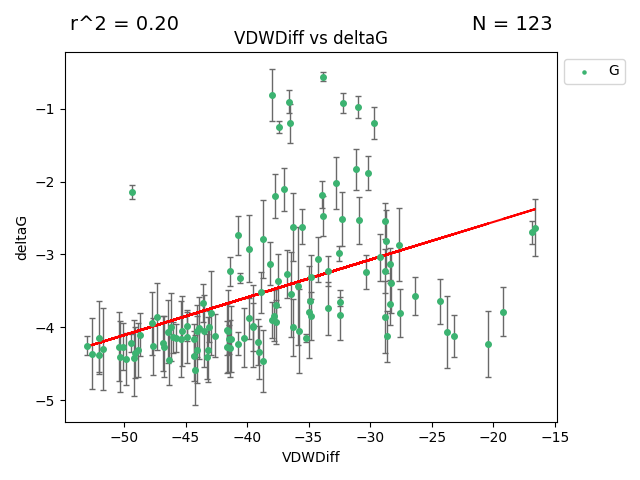 r^2 = 0.20
N = 123
VDWDiff vs deltaG
G
deltaG
−1
−2
−3
−4
−5
−50
−45
−40
−35
−30
−25
−20
−15
VDWDiff